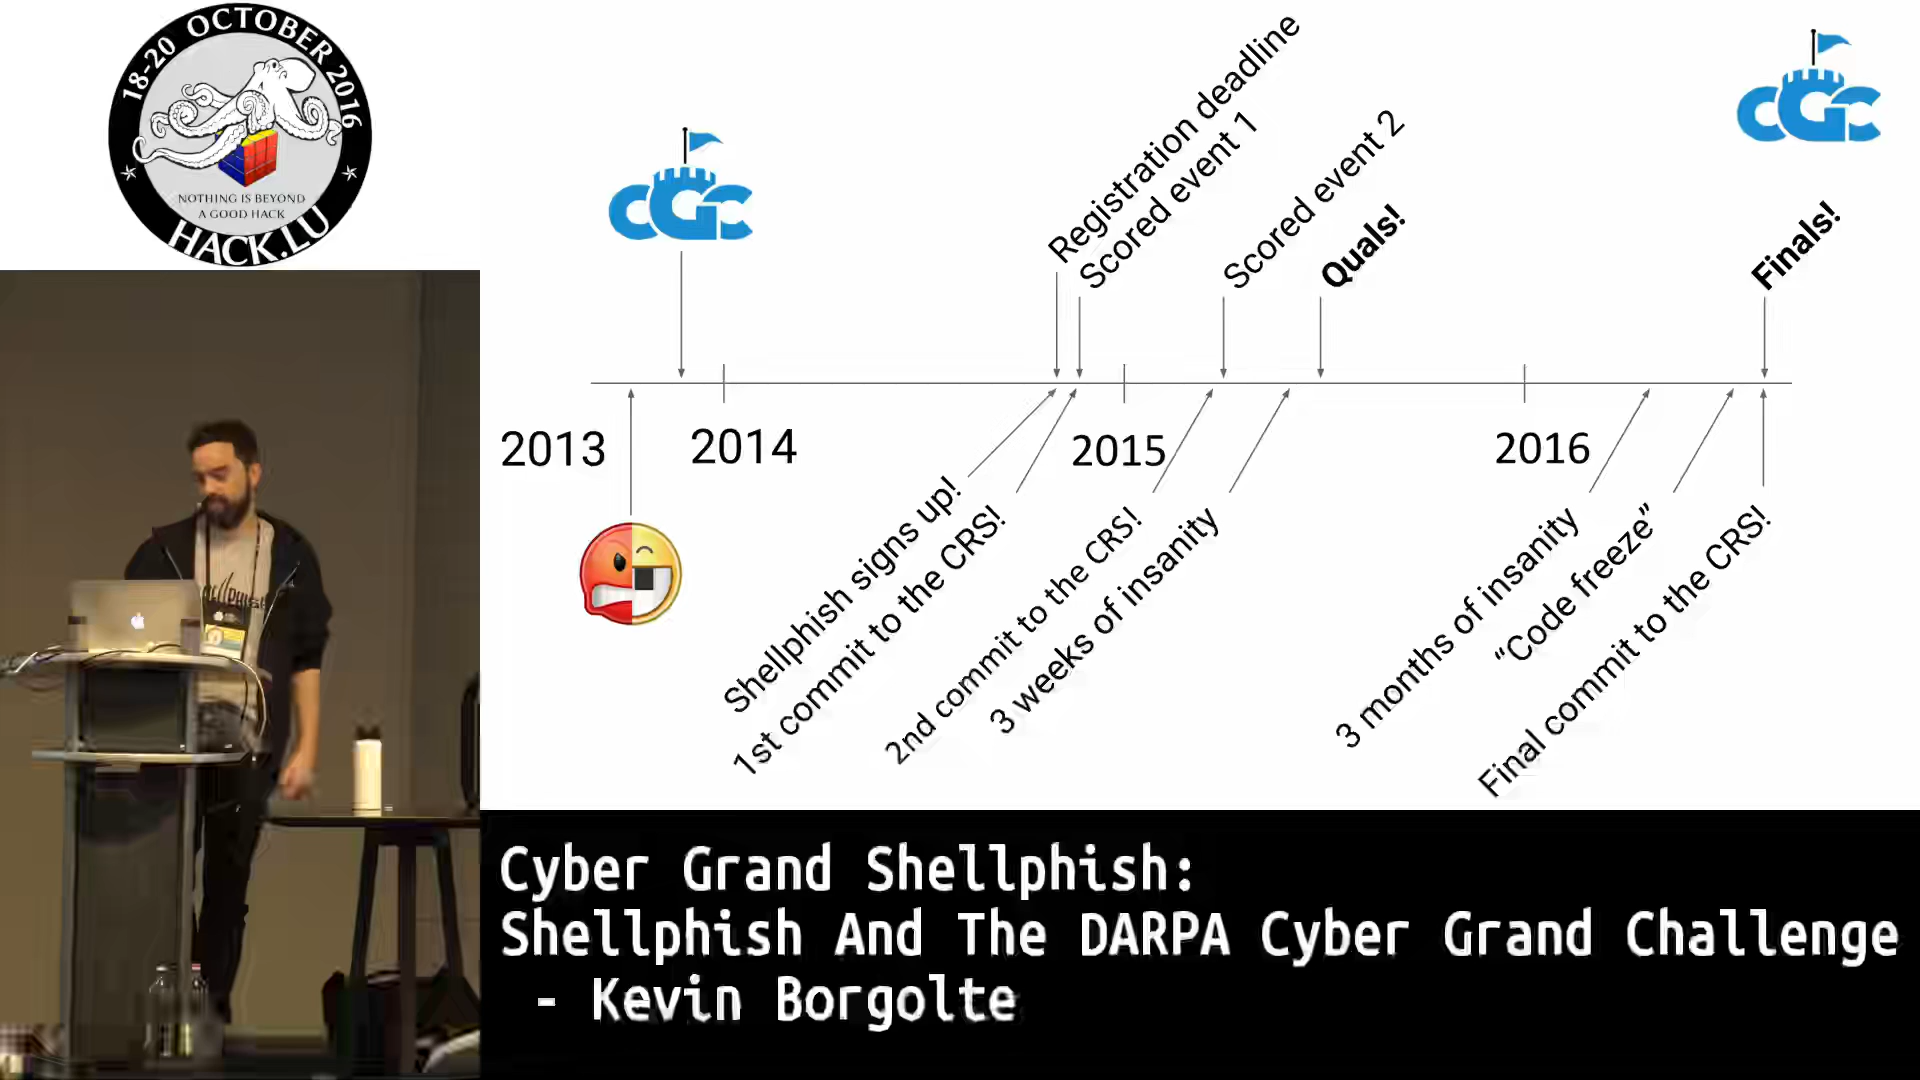 18-20 OCTOBER 2016
NOTHING IS BEYOND
A GOOD HACK
HACK.LU
CGC
CGC
Registration deadline
Scored event 1
Scored event 2
Quals!
Finals!
2013
2014
2015
2016
Shellphish signs up!
1st commit to the CRS!
2nd commit to the CRS!
3 weeks of insanity
3 months of insanity
“Code freeze”
Final commit to the CRS!
Cyber Grand Shellphish:
Shellphish And The DARPA Cyber Grand Challenge
- Kevin Borgolte